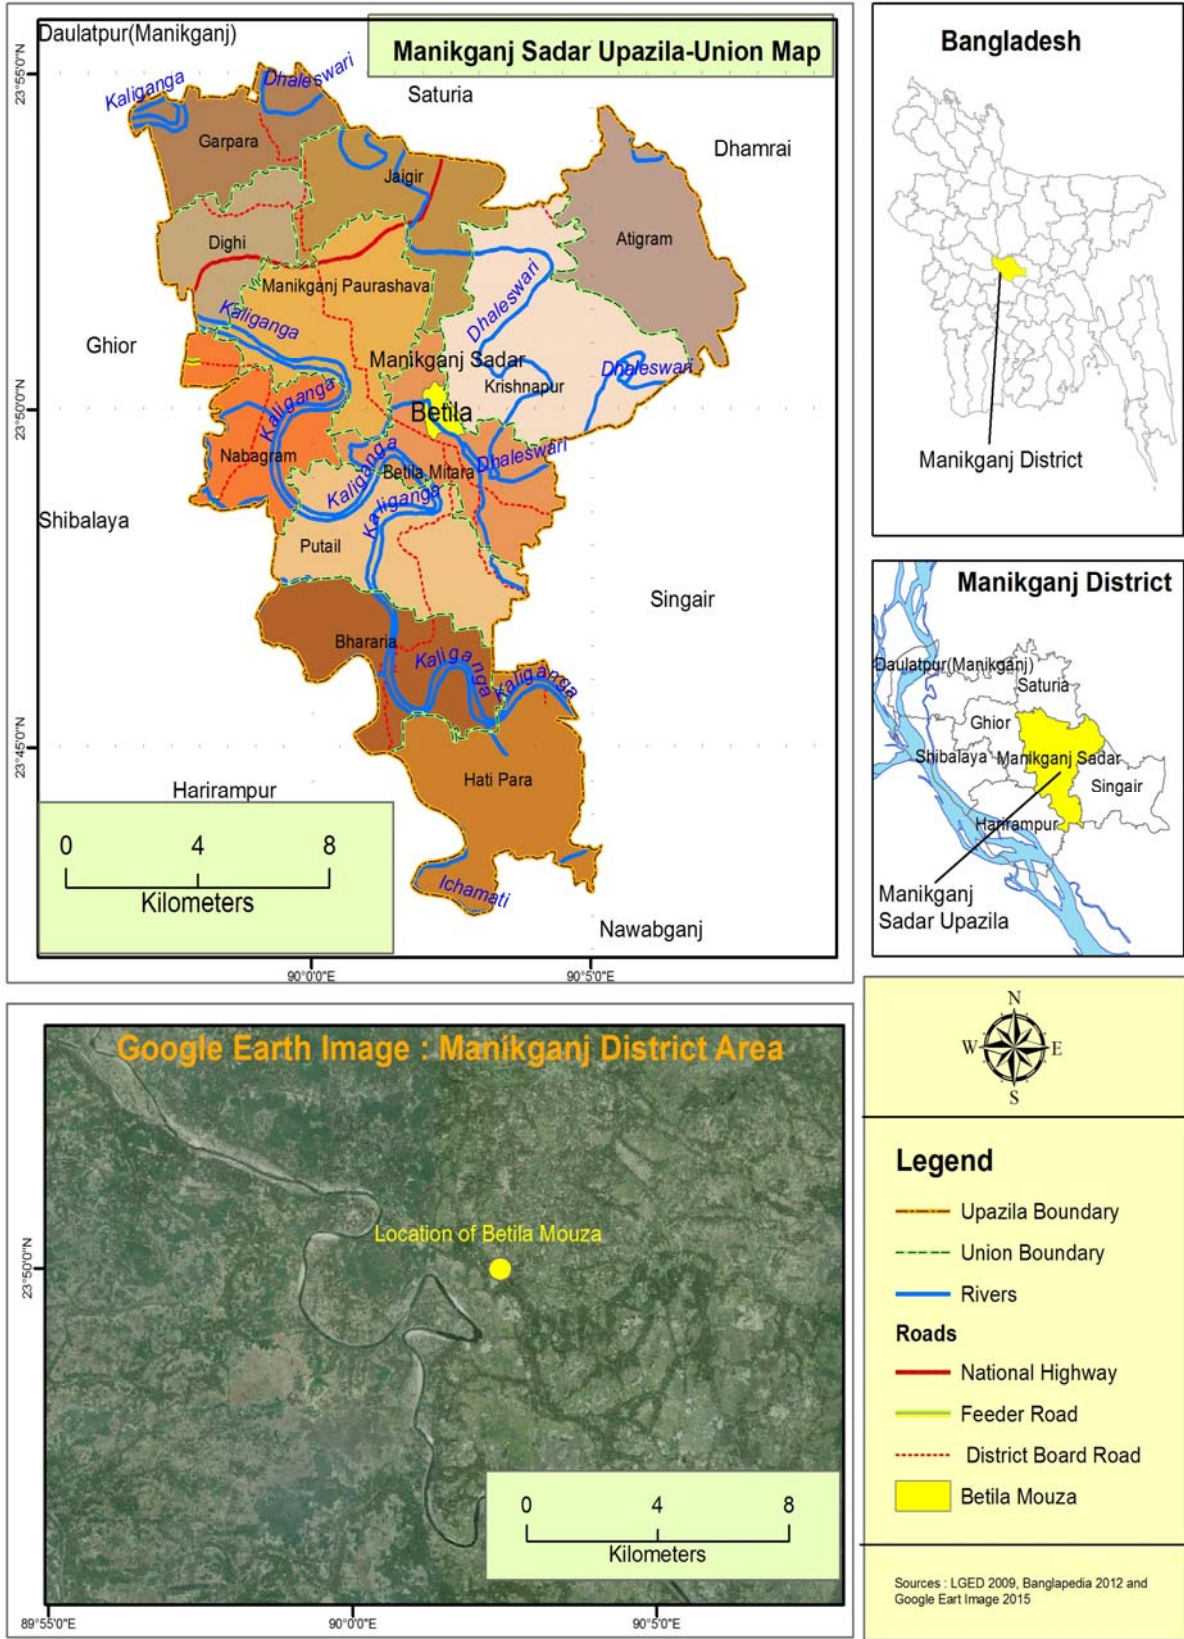 Daulatpur(Manikganj)
Manikganj Sadar Upazila-Union Map
Saturia
Dhamrai
Kaliganga
Dhaleswari
Garpara
Jaigir
Atigram
Dighi
Manikganj Paurashava
Dhaleswari
Kaliganga
Ghior
Manikganj Sadar
Krishnapur
Dhaleswari
Betila
Kaliganga
Nabagram
Kaliganga
Betila Mitara
Dhaleswari
Kaliganga
Shibalaya
Putail
Singair
Bhararia
Kaliganga
Kaliganga
Hati Para
Harirampur
0 4 8
Kilometers
Ichamati
Nawabganj
23°55'0"N
23°50'0"N
23°45'0"N
90°0'0"E
90°5'0"E
Bangladesh
Manikganj District
Manikganj District
Daulatpur(Manikganj)
Saturia
Ghior
Shibalaya
Manikganj Sadar
Singair
Harirampur
Manikganj
Sadar Upazila
Google Earth Image : Manikganj District Area
Location of Betila Mouza
23°50'0"N
0 4 8
Kilometers
89°55'0"E
90°0'0"E
90°5'0"E
N
W
E
S
Legend
Upazila Boundary
Union Boundary
Rivers
Roads
National Highway
Feeder Road
District Board Road
Betila Mouza
Sources : LGED 2009, Banglapedia 2012 and
Google Eart Image 2015